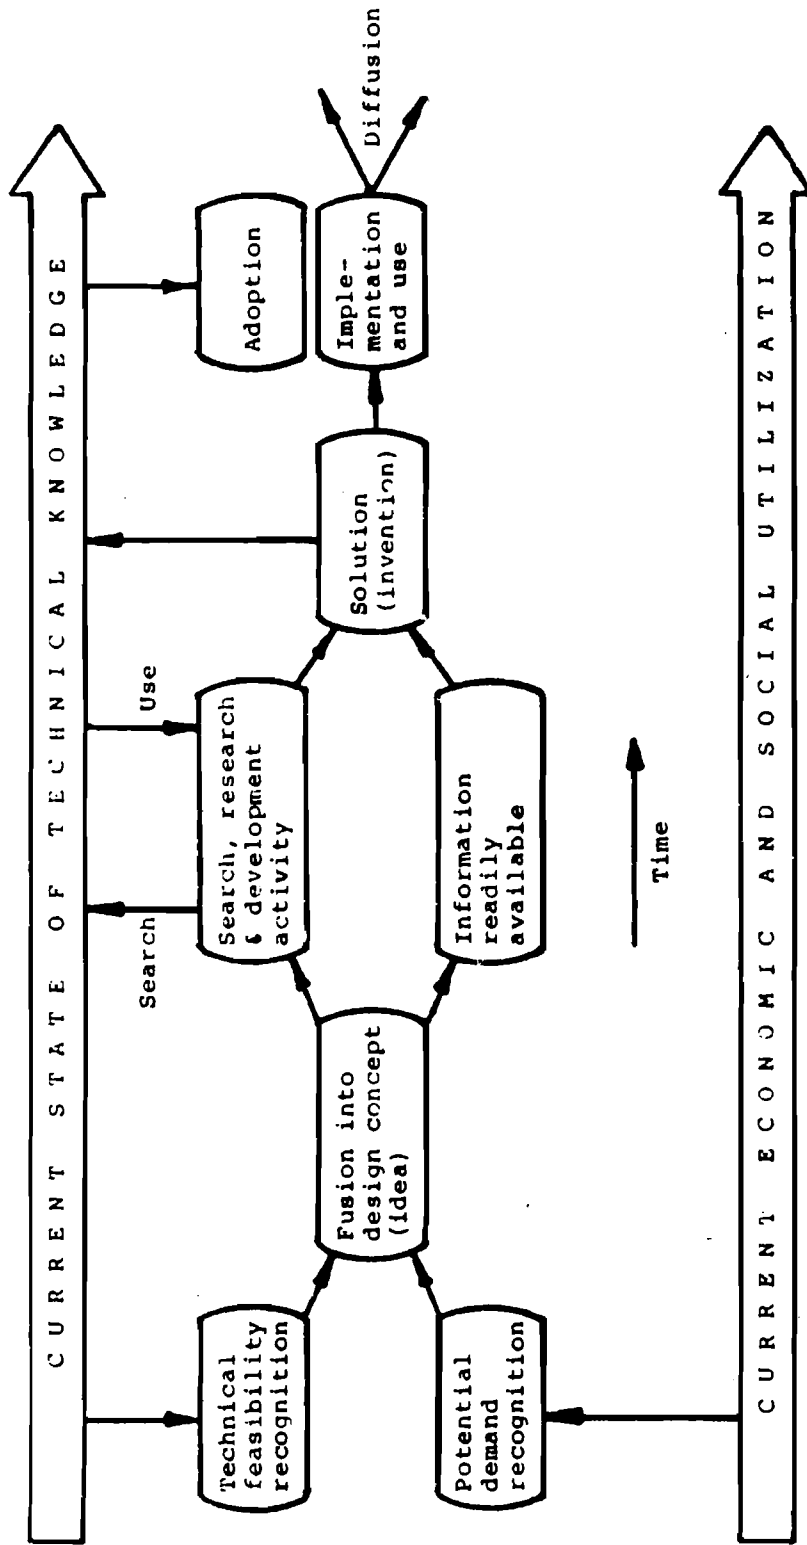 CURRENT STATE OF TECHNICAL KNOWLEDGE
Technical
feasibility
recognition
Potential
demand
recognition
Fusion into
design concept
(idea)
Search
Use
Search, research
& development
activity
Information
readily
available
Solution
(invention)
Adoption
Imple-
mentation
and use
Diffusion
Time
CURRENT ECONOMIC AND SOCIAL UTILIZATION